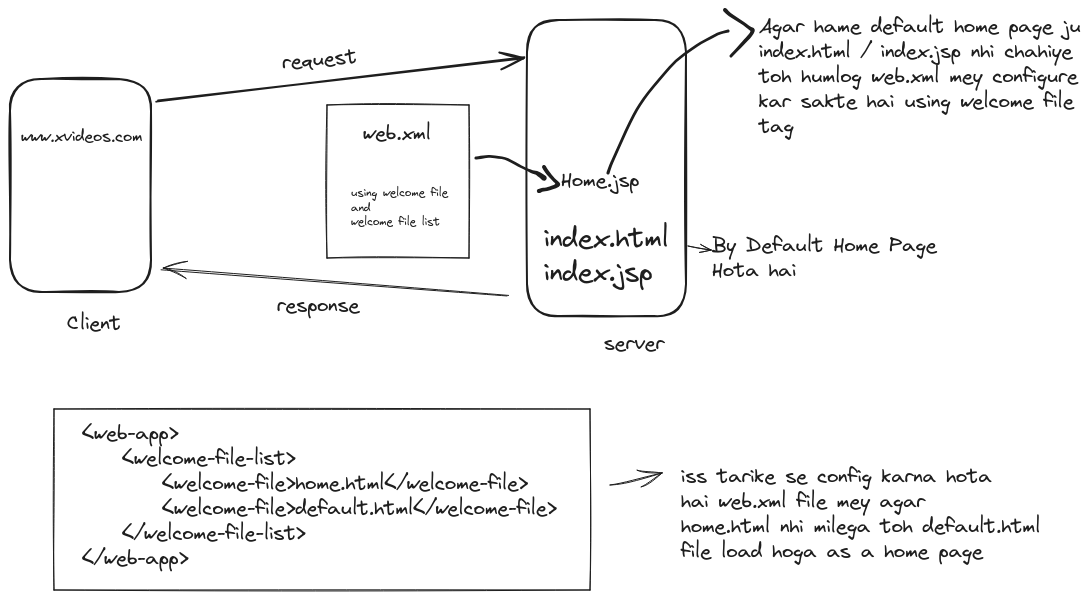 request
www.xvideos.com
web.xml
using welcome file
and
welcome file list
Home.jsp
index.html
index.jsp
Agar hame default home page ju
index.html / index.jsp nhi chahiye
toh humlog web.xml mey configure
kar sakte hai using welcome file
tag
By Default Home Page
Hota hai
response
Client
server
<web-app>
<welcome-file-list>
<welcome-file>home.html</welcome-file>
<welcome-file>default.html</welcome-file>
</welcome-file-list>
</web-app>
iss tarike se config karna hota
hai web.xml file mey agar
home.html nhi milega toh default.html
file load hoga as a home page